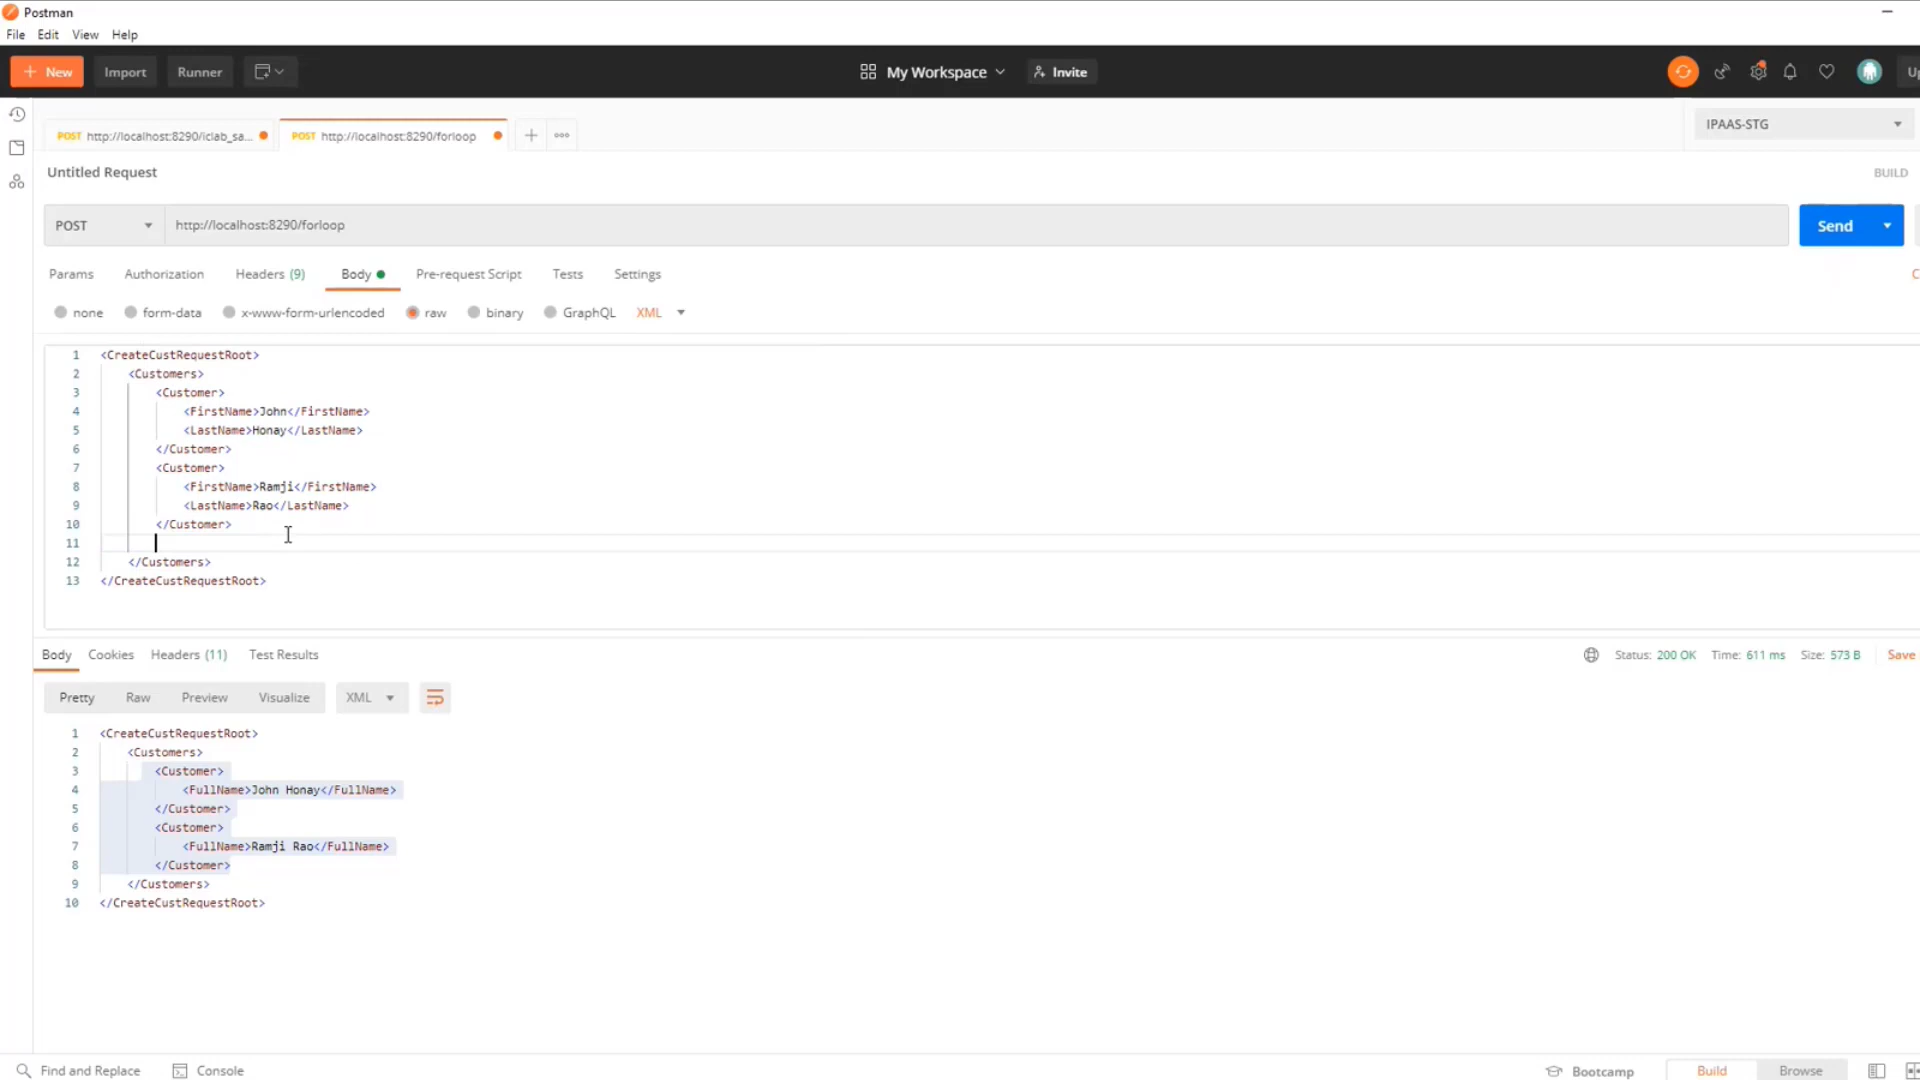 Postman
File Edit View Help
+ New Import Runner My Workspace Invite
POST http://localhost:8290/iclab_sa... POST http://localhost:8290/forloop + IPAAS-STG
Untitled Request BUILD
POST http://localhost:8290/forloop Send
Params Authorization Headers (9) Body Pre-request Script Tests Settings
none form-data x-www-form-urlencoded raw binary GraphQL XML
1 <CreateCustRequestRoot>
2 <Customers>
3 <Customer>
4 <FirstName>John</FirstName>
5 <LastName>Honay</LastName>
6 </Customer>
7 <Customer>
8 <FirstName>Ramji</FirstName>
9 <LastName>Rao</LastName>
10 </Customer>
11
12 </Customers>
13 </CreateCustRequestRoot>
Body Cookies Headers (11) Test Results Status: 200 OK Time: 611 ms Size: 573 B Save
Pretty Raw Preview Visualize XML
1 <CreateCustRequestRoot>
2 <Customers>
3 <Customer>
4 <FullName>John Honay</FullName>
5 </Customer>
6 <Customer>
7 <FullName>Ramji Rao</FullName>
8 </Customer>
9 </Customers>
10 </CreateCustRequestRoot>
Find and Replace Console Bootcamp Build Browse